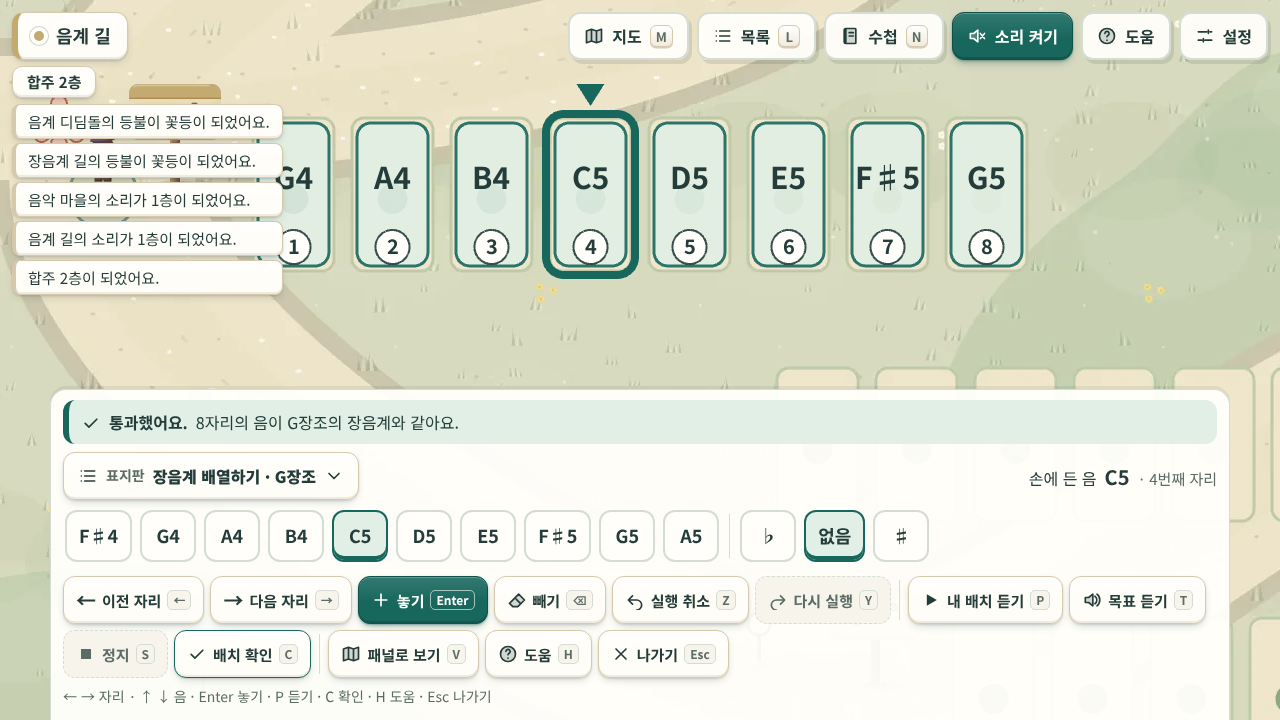 음계 길
지도 M
목록 L
수첩 N
소리 켜기
도움
설정
합주 2층
음계 디딤돌의 등불이 꽃등이 되었어요.
장음계 길의 등불이 꽃등이 되었어요.
음악 마을의 소리가 1층이 되었어요.
음계 길의 소리가 1층이 되었어요.
합주 2층이 되었어요.
G4 A4 B4 C5 D5 E5 F♯5 G5
1 2 3 4 5 6 7 8
통과했어요. 8자리의 음이 G장조의 장음계와 같아요.
표지판 장음계 배열하기 · G장조
손에 든 음 C5 · 4번째 자리
F♯4 G4 A4 B4 C5 D5 E5 F♯5 G5 A5 ♭ 없음 ♯
← 이전 자리 ←
→ 다음 자리 →
놓기 Enter
빼기 ⌫
실행 취소 Z
다시 실행 Y
내 배치 듣기 P
목표 듣기 T
정지 S
배치 확인 C
패널로 보기 V
도움 H
나가기 Esc
← → 자리 · ↑ ↓ 음 · Enter 놓기 · P 듣기 · C 확인 · H 도움 · Esc 나가기